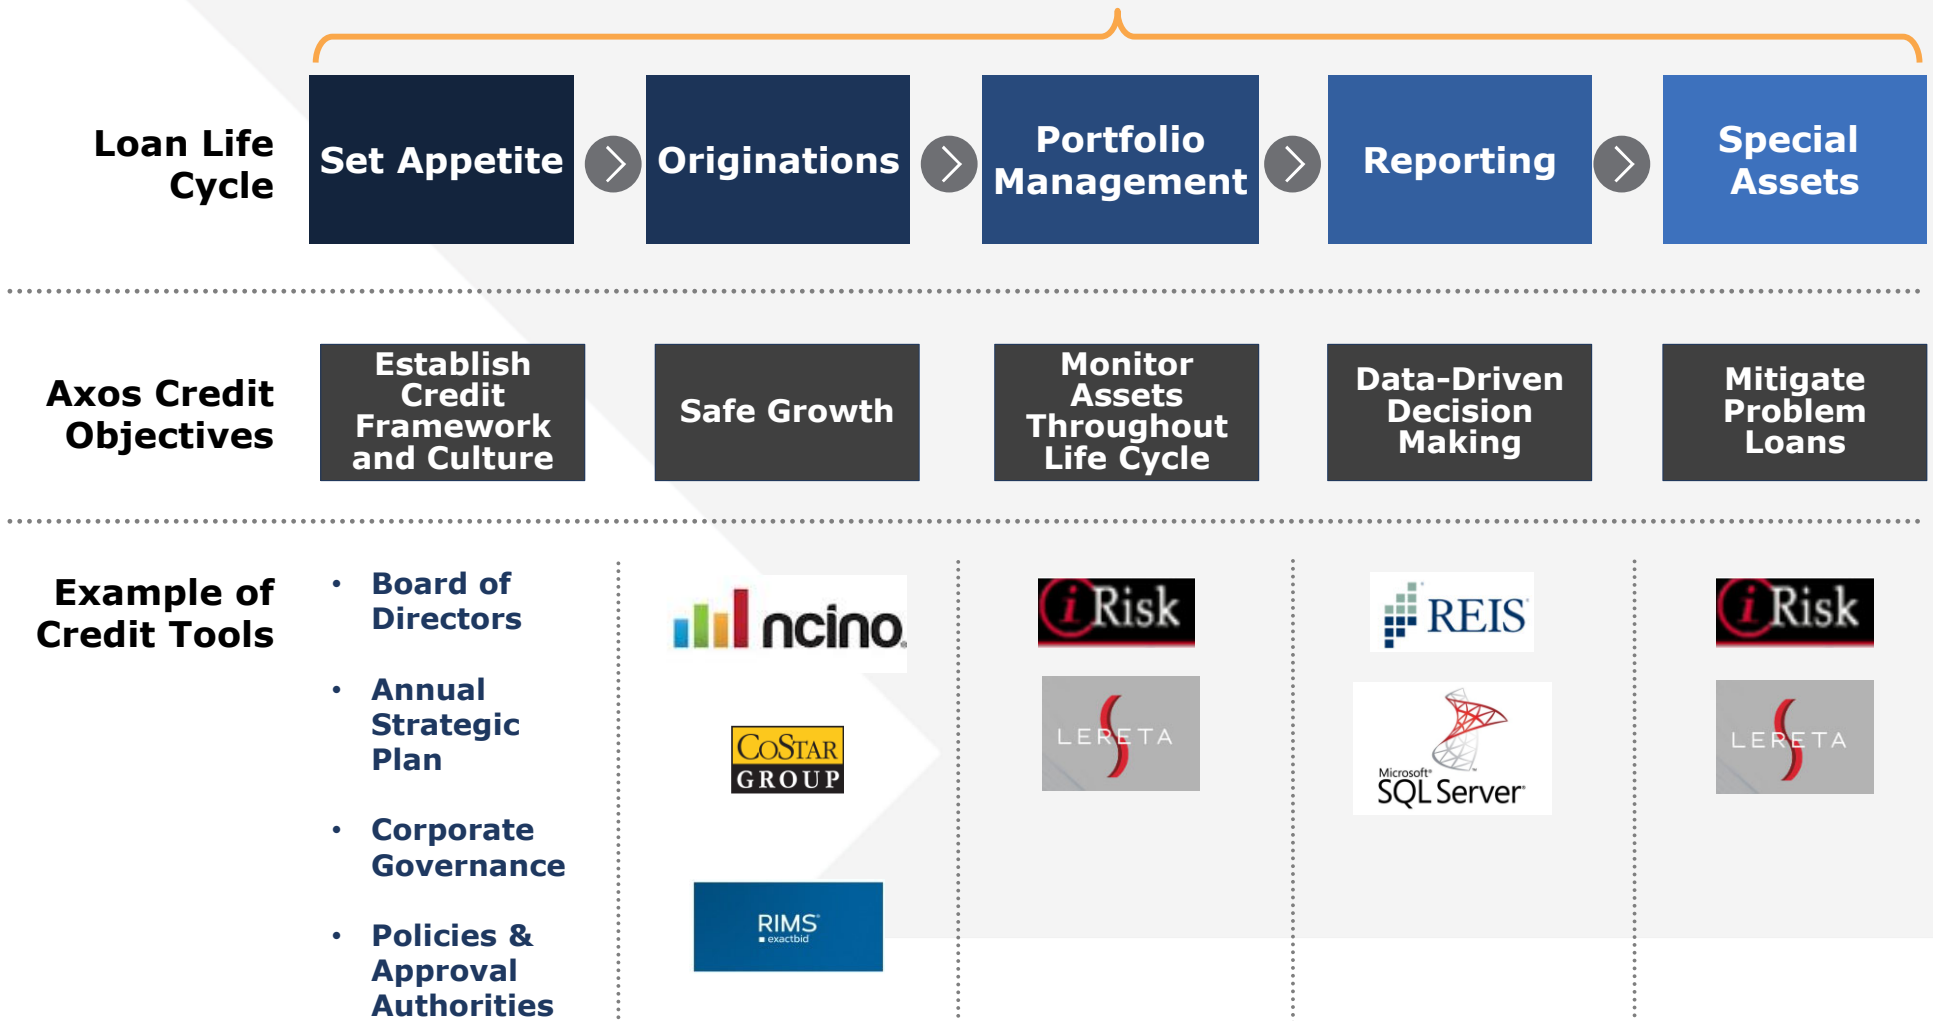 Loan Life
Cycle
Set Appetite
Originations
Portfolio
Management
Reporting
Special
Assets
Axos Credit
Objectives
Establish
Credit
Framework
and Culture
Safe Growth
Monitor
Assets
Throughout
Life Cycle
Data-Driven
Decision
Making
Mitigate
Problem
Loans
Example of
Credit Tools
• Board of
Directors
• Annual
Strategic
Plan
• Corporate
Governance
• Policies &
Approval
Authorities
ncino®
COSTAR
GROUP
RIMS®
exactbid
iRisk
LERETA
REIS
Microsoft®
SQL Server®
iRisk
LERETA